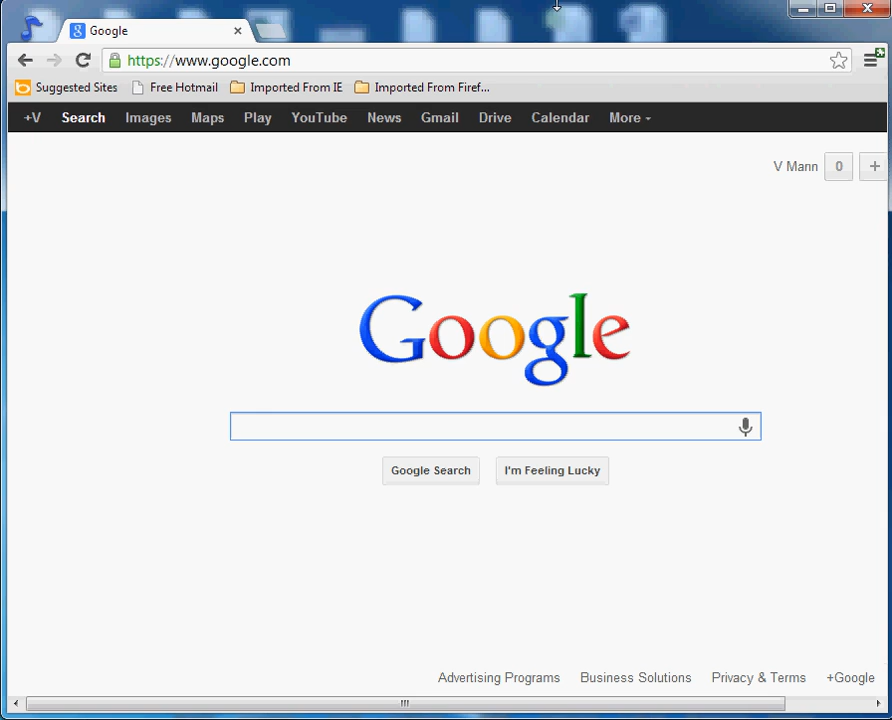 Google
https://www.google.com
Suggested Sites Free Hotmail Imported From IE Imported From Firef...
+V Search Images Maps Play YouTube News Gmail Drive Calendar More
V Mann 0 +
Google
Google Search I'm Feeling Lucky
Advertising Programs Business Solutions Privacy & Terms +Google